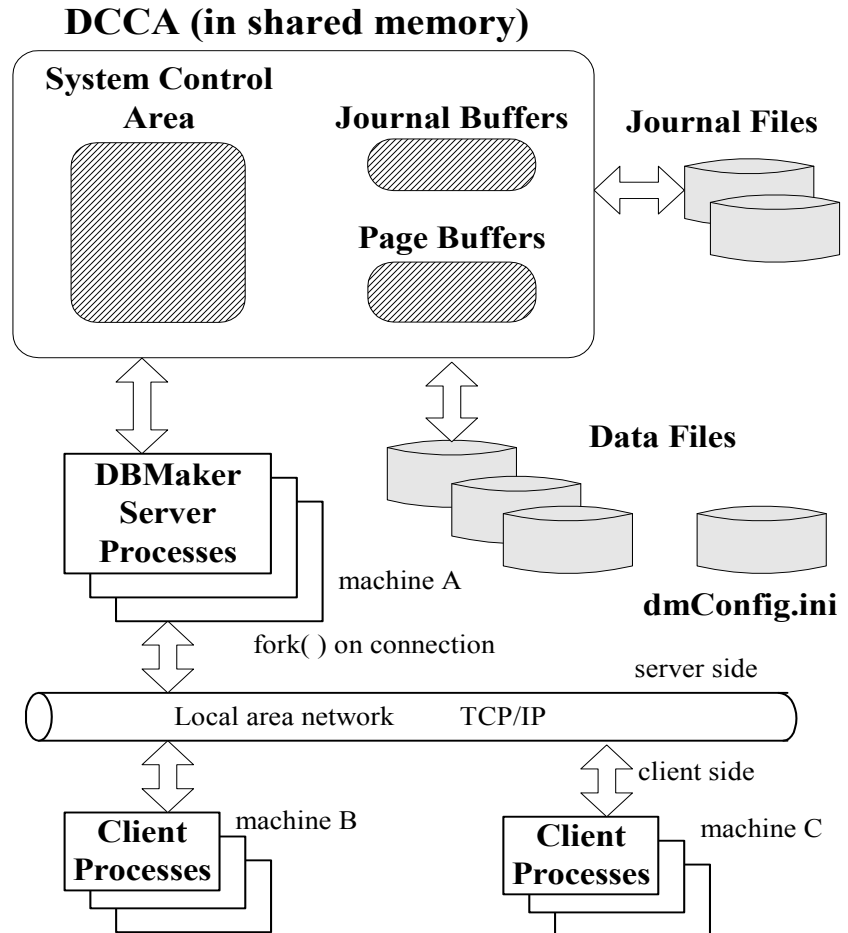 DCCA (in shared memory)
System Control
Area
Journal Buffers
Journal Files
Page Buffers
Data Files
DBMaker
Server
Processes
machine A
dmConfig.ini
fork( ) on connection
server side
Local area network TCP/IP
client side
Client
Processes
machine B
Client
Processes
machine C